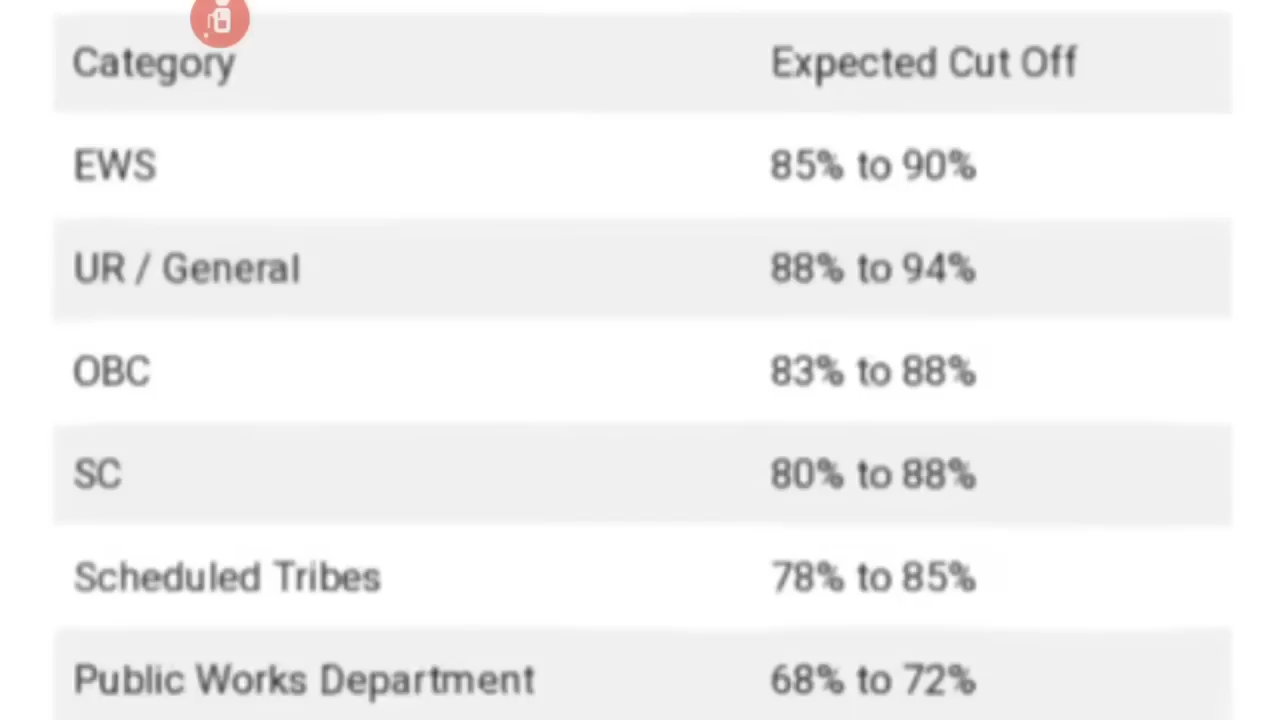 Category Expected Cut Off
EWS 85% to 90%
UR / General 88% to 94%
OBC 83% to 88%
SC 80% to 88%
Scheduled Tribes 78% to 85%
Public Works Department 68% to 72%